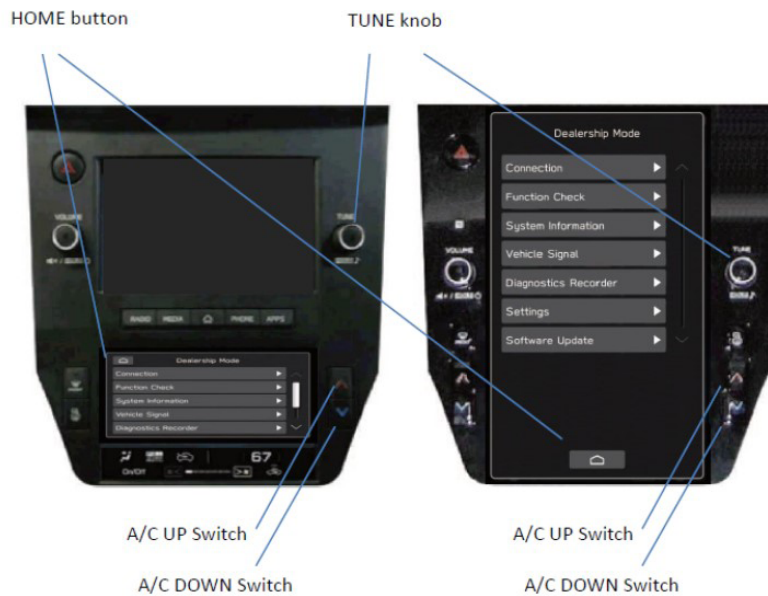 HOME button
TUNE knob
VOLUME
TUNE
RADIO
MEDIA
PHONE
APPS
Dealership Mode
Connection
Function Check
System Information
Vehicle Signal
Diagnostics Recorder
67
On/Off
Dealership Mode
Connection
Function Check
System Information
Vehicle Signal
Diagnostics Recorder
Settings
Software Update
VOLUME
TUNE
A/C UP Switch
A/C DOWN Switch
A/C UP Switch
A/C DOWN Switch